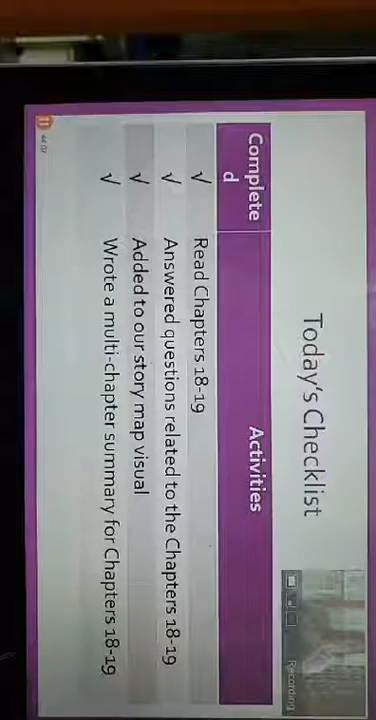 Today's Checklist
Complete
d
Activities
√ Read Chapters 18-19
√ Answered questions related to the Chapters 18-19
√ Added to our story map visual
√ Wrote a multi-chapter summary for Chapters 18-19
Recording